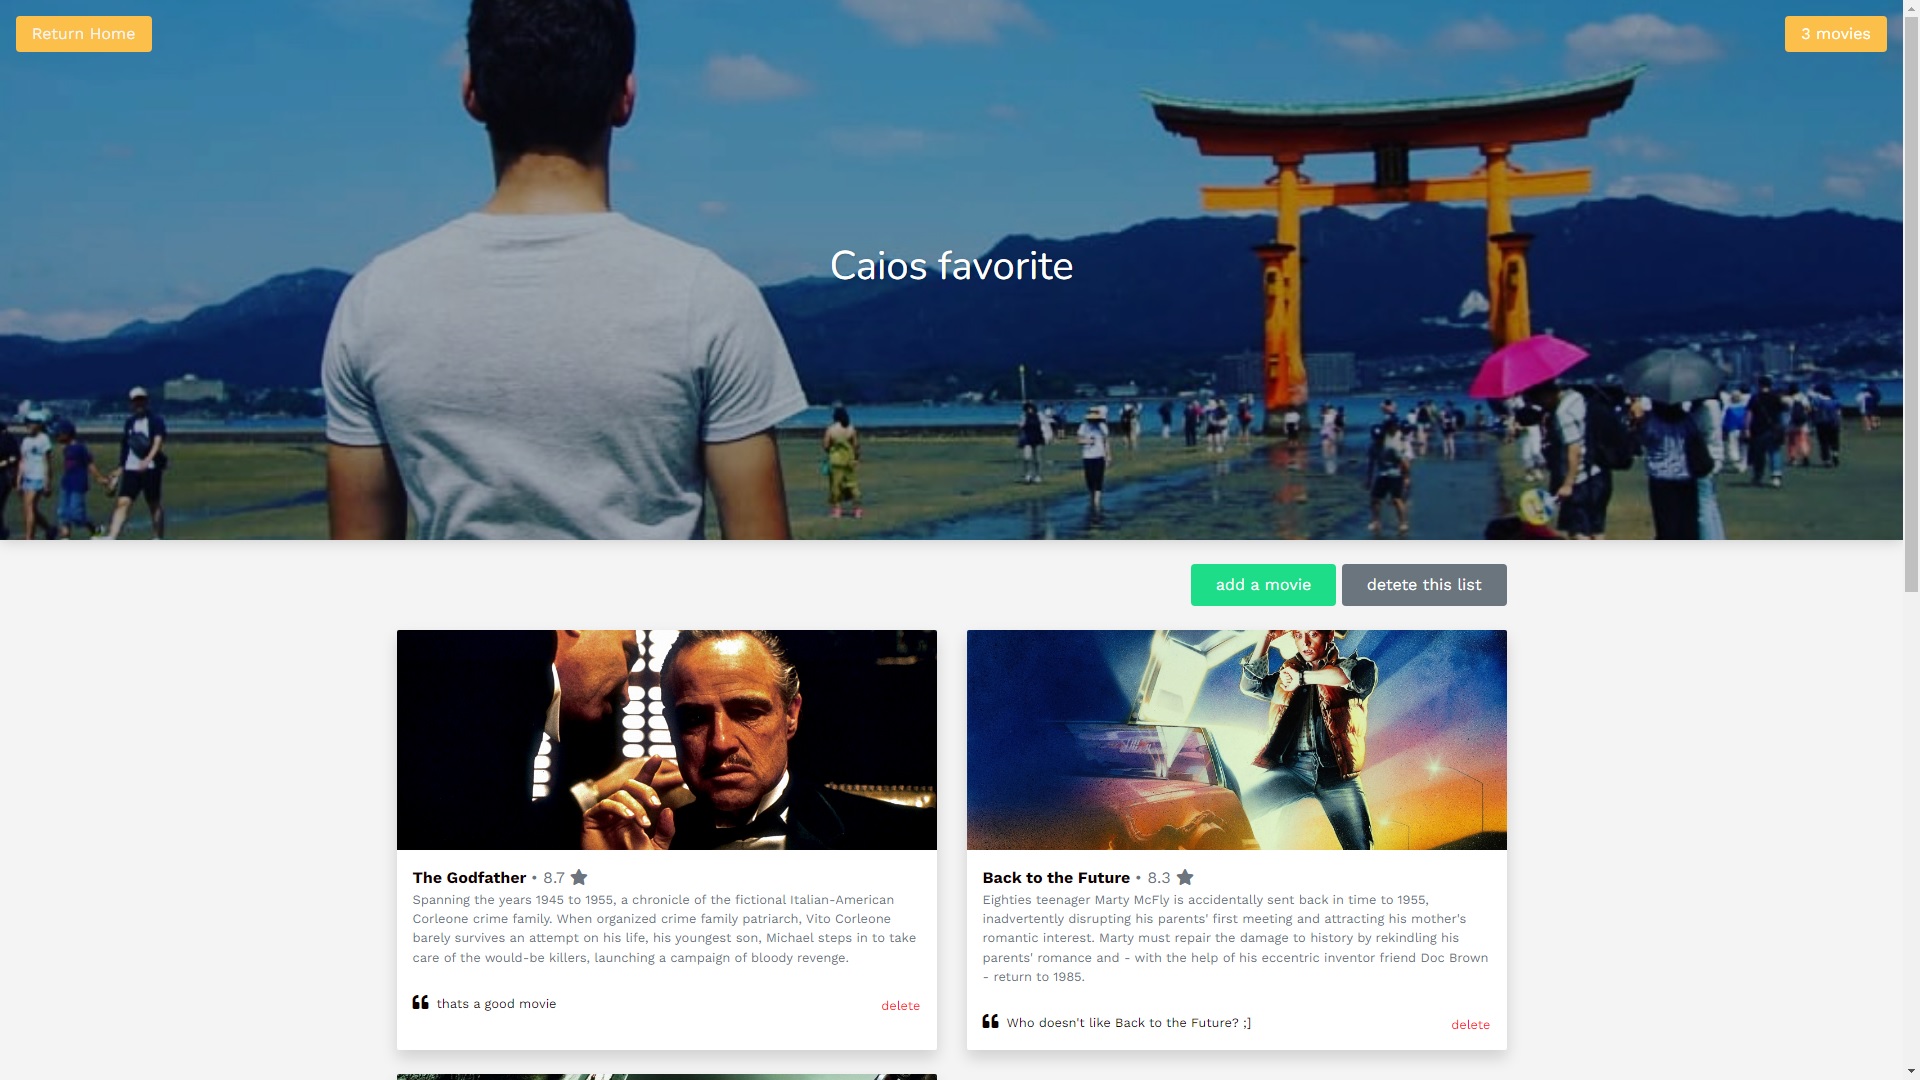 Return Home
3 movies
Caios favorite
add a movie
detete this list
The Godfather • 8.7
Spanning the years 1945 to 1955, a chronicle of the fictional Italian-American
Corleone crime family. When organized crime family patriarch, Vito Corleone
barely survives an attempt on his life, his youngest son, Michael steps in to take
care of the would-be killers, launching a campaign of bloody revenge.
thats a good movie
delete
Back to the Future • 8.3
Eighties teenager Marty McFly is accidentally sent back in time to 1955,
inadvertently disrupting his parents' first meeting and attracting his mother's
romantic interest. Marty must repair the damage to history by rekindling his
parents' romance and - with the help of his eccentric inventor friend Doc Brown
- return to 1985.
Who doesn't like Back to the Future? ;]
delete